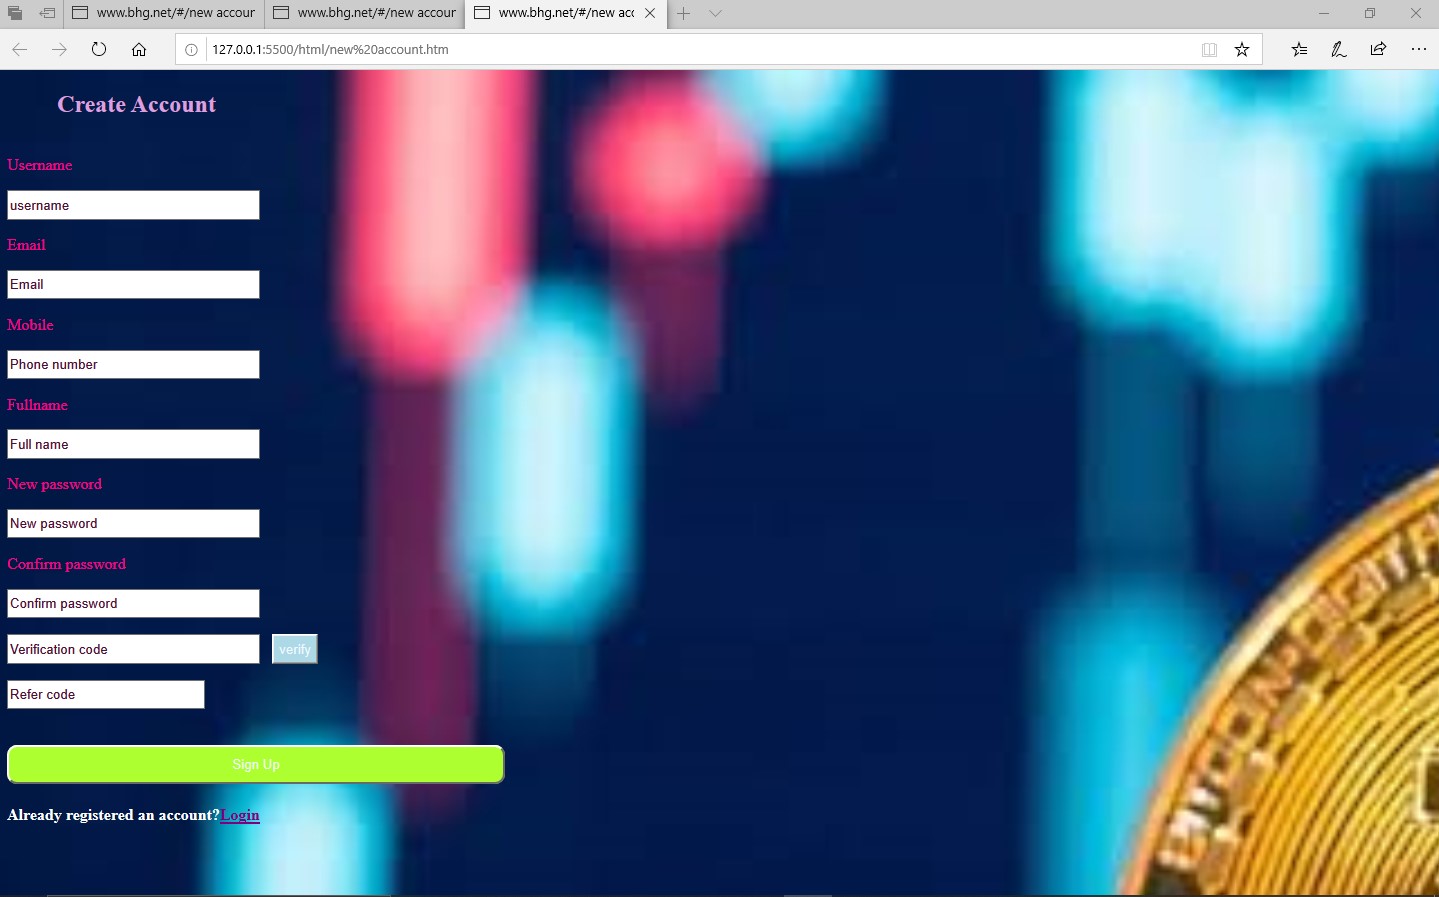 www.bhg.net/#/new accour
www.bhg.net/#/new accour
www.bhg.net/#/new acc
127.0.0.1:5500/html/new%20account.htm
Create Account
Username
username
Email
Email
Mobile
Phone number
Fullname
Full name
New password
New password
Confirm password
Confirm password
Verification code verify
Refer code
Sign Up
Already registered an account?Login